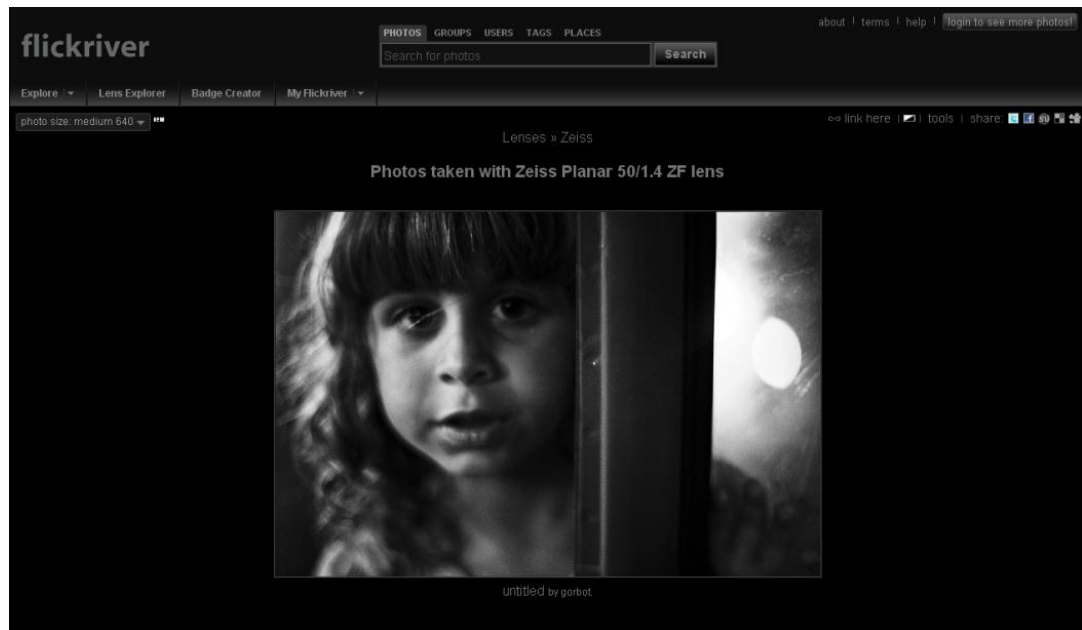 about | terms | help | login to see more photos!
flickriver
PHOTOS GROUPS USERS TAGS PLACES
Search for photos Search
Explore Lens Explorer Badge Creator My Flickriver
photo size: medium 640
link here | tools | share:
Lenses » Zeiss
Photos taken with Zeiss Planar 50/1.4 ZF lens
untitled by gorbot.